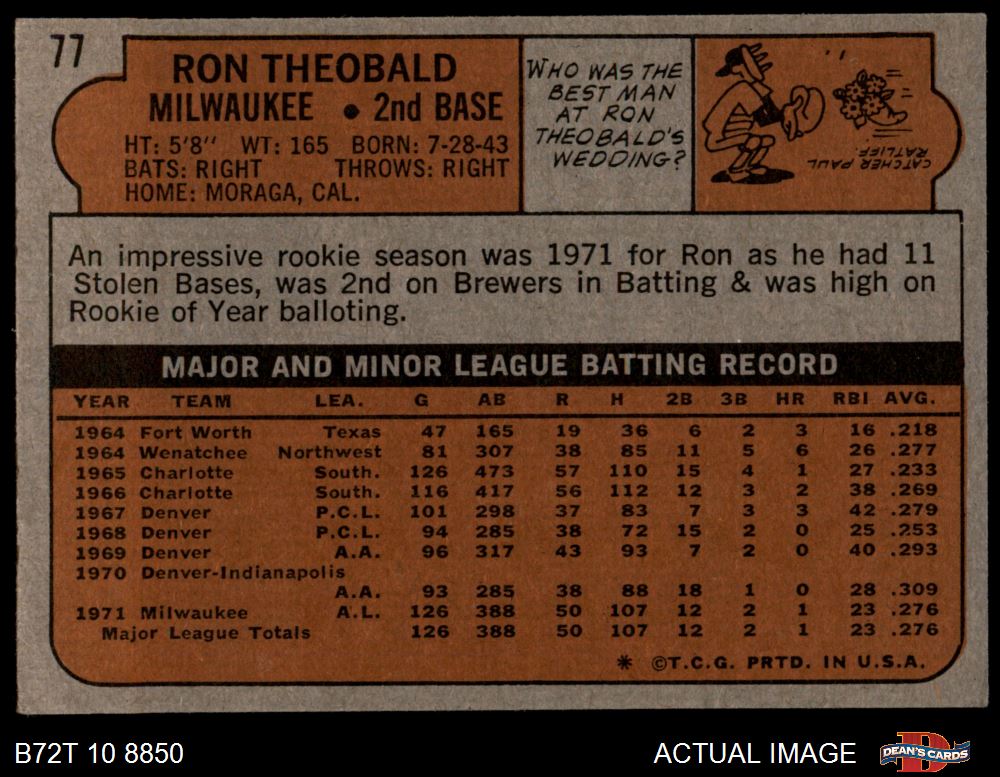 77
RON THEOBALD
MILWAUKEE • 2nd BASE
HT: 5'8" WT: 165 BORN: 7-28-43
BATS: RIGHT THROWS: RIGHT
HOME: MORAGA, CAL.
WHO WAS THE
BEST MAN
AT RON
THEOBALD'S
WEDDING?
CATCHER PAUL
RATLIFF.
An impressive rookie season was 1971 for Ron as he had 11
Stolen Bases, was 2nd on Brewers in Batting & was high on
Rookie of Year balloting.
MAJOR AND MINOR LEAGUE BATTING RECORD
YEAR TEAM LEA. G AB R H 2B 3B HR RBI AVG.
1964 Fort Worth Texas 47 165 19 36 6 2 3 16 .218
1964 Wenatchee Northwest 81 307 38 85 11 5 6 26 .277
1965 Charlotte South. 126 473 57 110 15 4 1 27 .233
1966 Charlotte South. 116 417 56 112 12 3 2 38 .269
1967 Denver P.C.L. 101 298 37 83 7 3 3 42 .279
1968 Denver P.C.L. 94 285 38 72 15 2 0 25 .253
1969 Denver A.A. 96 317 43 93 7 2 0 40 .293
1970 Denver-Indianapolis
A.A. 93 285 38 88 18 1 0 28 .309
1971 Milwaukee A.L. 126 388 50 107 12 2 1 23 .276
Major League Totals 126 388 50 107 12 2 1 23 .276
* ©T.C.G. PRTD. IN U.S.A.
B72T 10 8850
ACTUAL IMAGE
DEAN'S CARDS